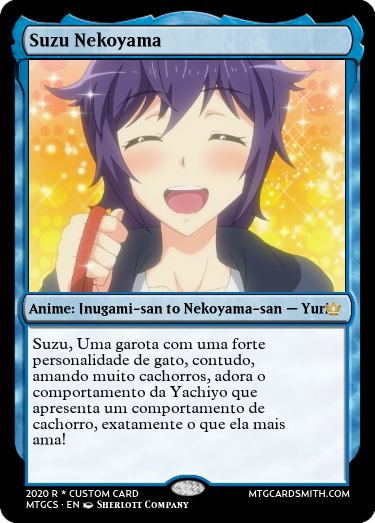 Suzu Nekoyama
Anime: Inugami-san to Nekoyama-san — Yuri
Suzu, Uma garota com uma forte
personalidade de gato, contudo,
amando muito cachorros, adora o
comportamento da Yachiyo que
apresenta um comportamento de
cachorro, exatamente o que ela mais
ama!
2020 R * CUSTOM CARD
MTGCARDSMITH.COM
MTGCS · EN SHERLOTT COMPANY